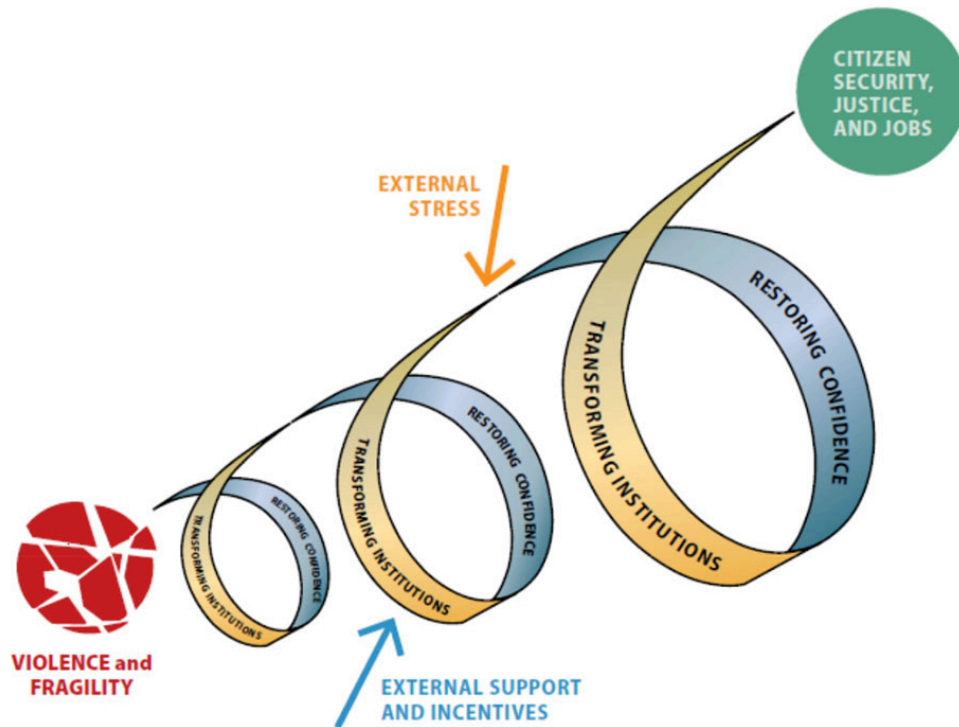 CITIZEN
SECURITY,
JUSTICE,
AND JOBS
EXTERNAL
STRESS
RESTORING CONFIDENCE
TRANSFORMING INSTITUTIONS
RESTORING CONFIDENCE
TRANSFORMING INSTITUTIONS
RESTORING CONFIDENCE
TRANSFORMING INSTITUTIONS
VIOLENCE and
FRAGILITY
EXTERNAL SUPPORT
AND INCENTIVES